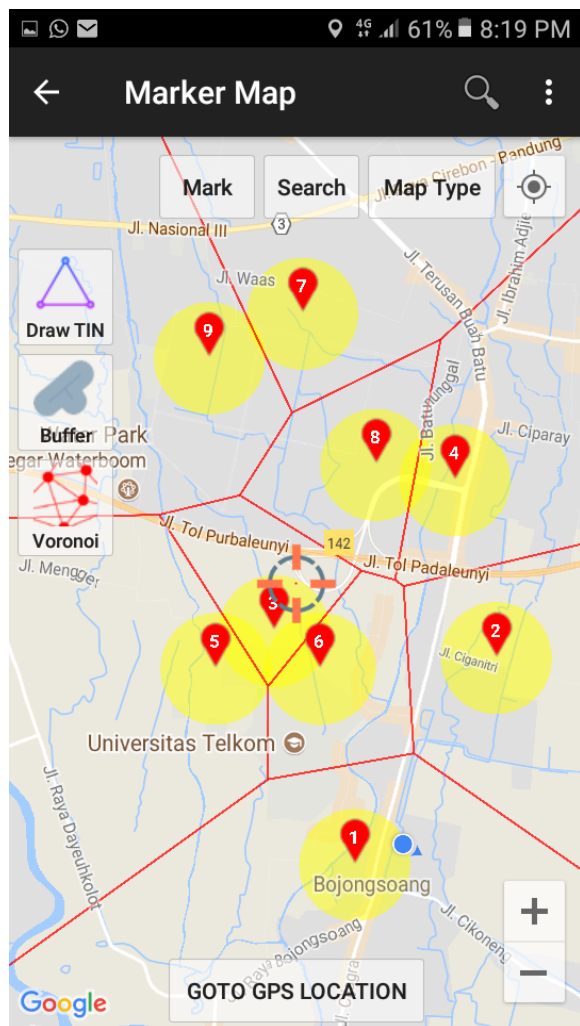 4G 61% 8:19 PM
Marker Map
Mark Search Map Type
Raya Cirebon - Bandung
Jl. Nasional III
3
Jl. Ibrahim Adjie
Jl. Terusan Buah Batu
Jl. Waas
7
Draw TIN
9
Jl. Batununggal
Buffer
Park
8
Jl. Ciparay
4
egar Waterboom
Voronoi
Jl. Tol Purbaleunyi
142
Jl. Tol Padaleunyi
Jl. Mengger
3
5
6
2
Jl. Ciganitri
Universitas Telkom
Jl. Raya Dayeuhkolot
1
Bojongsoang
Jl. Cikoneng
Jl. Raya Bojongsoang
GOTO GPS LOCATION
+
−
Google